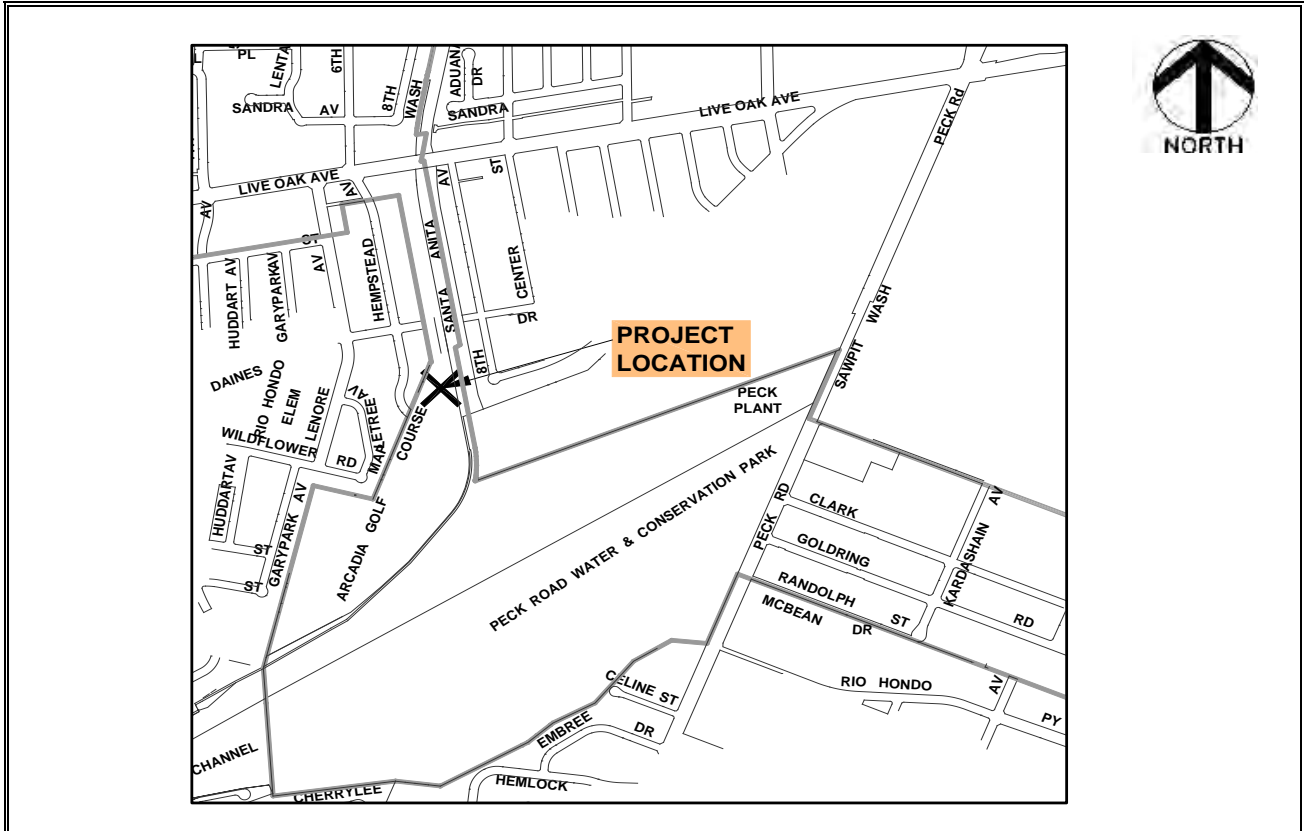 PL
LENTA
6TH
8TH
WASH
ADUANA
DR
SANDRA AV
SANDRA
LIVE OAK AVE
PECK Rd
NORTH
LIVE OAK AVE
AV
AV
AV
ST
ST
AV
HUDDART AV
GARYPARK AV
HEMPSTEAD
SANTA ANITA
CENTER
DR
8TH
PROJECT
LOCATION
WASH
SAWPIT
PECK
PLANT
DAINES
RIO HONDO
ELEM
LENORE
AV
MAPLETREE
WILDFLOWER
RD
HUDDART AV
GARYPARK AV
ST
ST
ARCADIA GOLF COURSE
PECK ROAD WATER & CONSERVATION PARK
PECK RD
CLARK
GOLDRING
RANDOLPH
ST
MCBEAN
DR
KARDASHAIN AV
RD
RIO HONDO
AV
PY
CELINE ST
EMBREE
DR
HEMLOCK
CHANNEL
CHERRYLEE